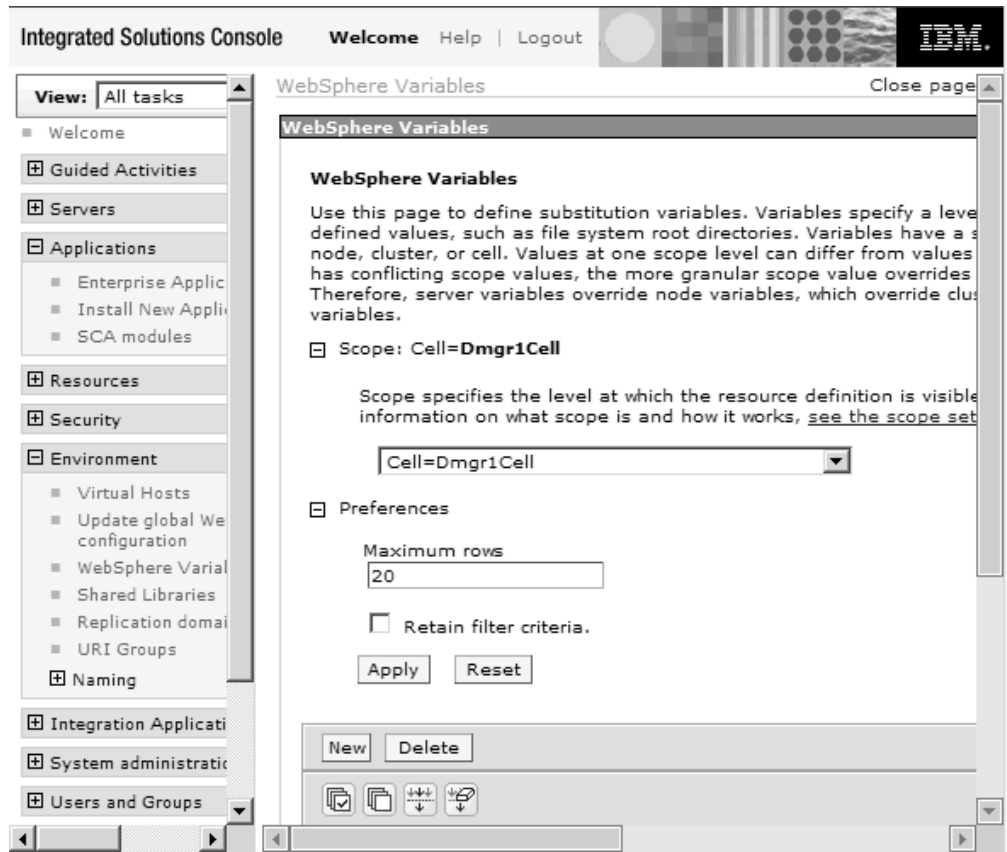 Integrated Solutions Console Welcome Help | Logout IBM.
View: All tasks
Welcome
Guided Activities
Servers
Applications
Enterprise Applic
Install New Appli
SCA modules
Resources
Security
Environment
Virtual Hosts
Update global We
configuration
WebSphere Varial
Shared Libraries
Replication domai
URI Groups
Naming
Integration Applicati
System administratio
Users and Groups
WebSphere Variables Close page
WebSphere Variables
WebSphere Variables
Use this page to define substitution variables. Variables specify a leve
defined values, such as file system root directories. Variables have a s
node, cluster, or cell. Values at one scope level can differ from values
has conflicting scope values, the more granular scope value overrides
Therefore, server variables override node variables, which override clus
variables.
Scope: Cell=Dmgr1Cell
Scope specifies the level at which the resource definition is visible
information on what scope is and how it works, see the scope set
Cell=Dmgr1Cell
Preferences
Maximum rows
20
Retain filter criteria.
Apply Reset
New Delete